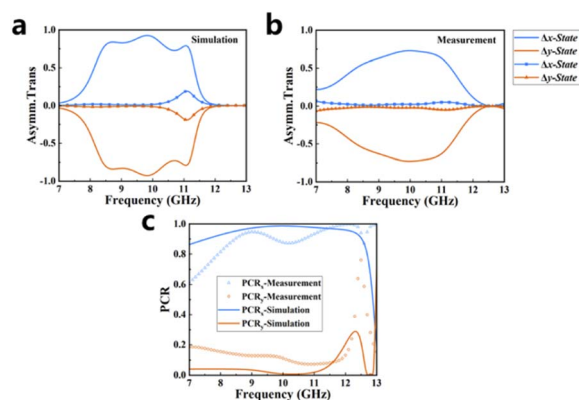 a
Simulation
Asymm.Trans
1.0
0.5
0.0
-0.5
-1.0
7 8 9 10 11 12 13
Frequency (GHz)
b
Measurement
Asymm.Trans
1.0
0.5
0.0
-0.5
-1.0
7 8 9 10 11 12 13
Frequency (GHz)
Δx-State
Δy-State
Δx-State
Δy-State
c
PCR
1.0
0.8
0.6
0.4
0.2
0.0
PCRx-Measurement
PCRy-Measurement
PCRx-Simulation
PCRy-Simulation
7 8 9 10 11 12 13
Frequency (GHz)